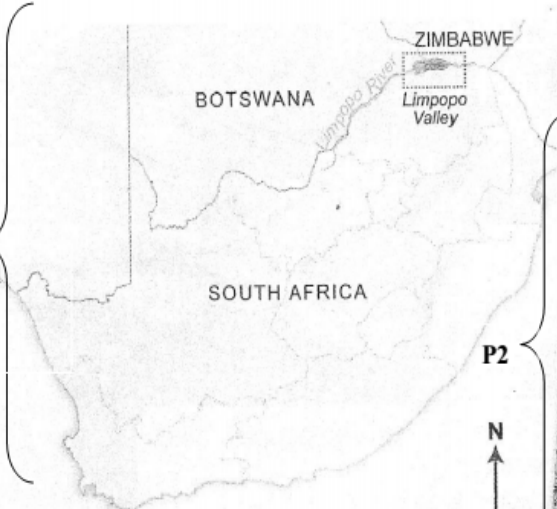 ZIMBABWE
BOTSWANA
Limpopo River
Limpopo
Valley
SOUTH AFRICA
P2
N